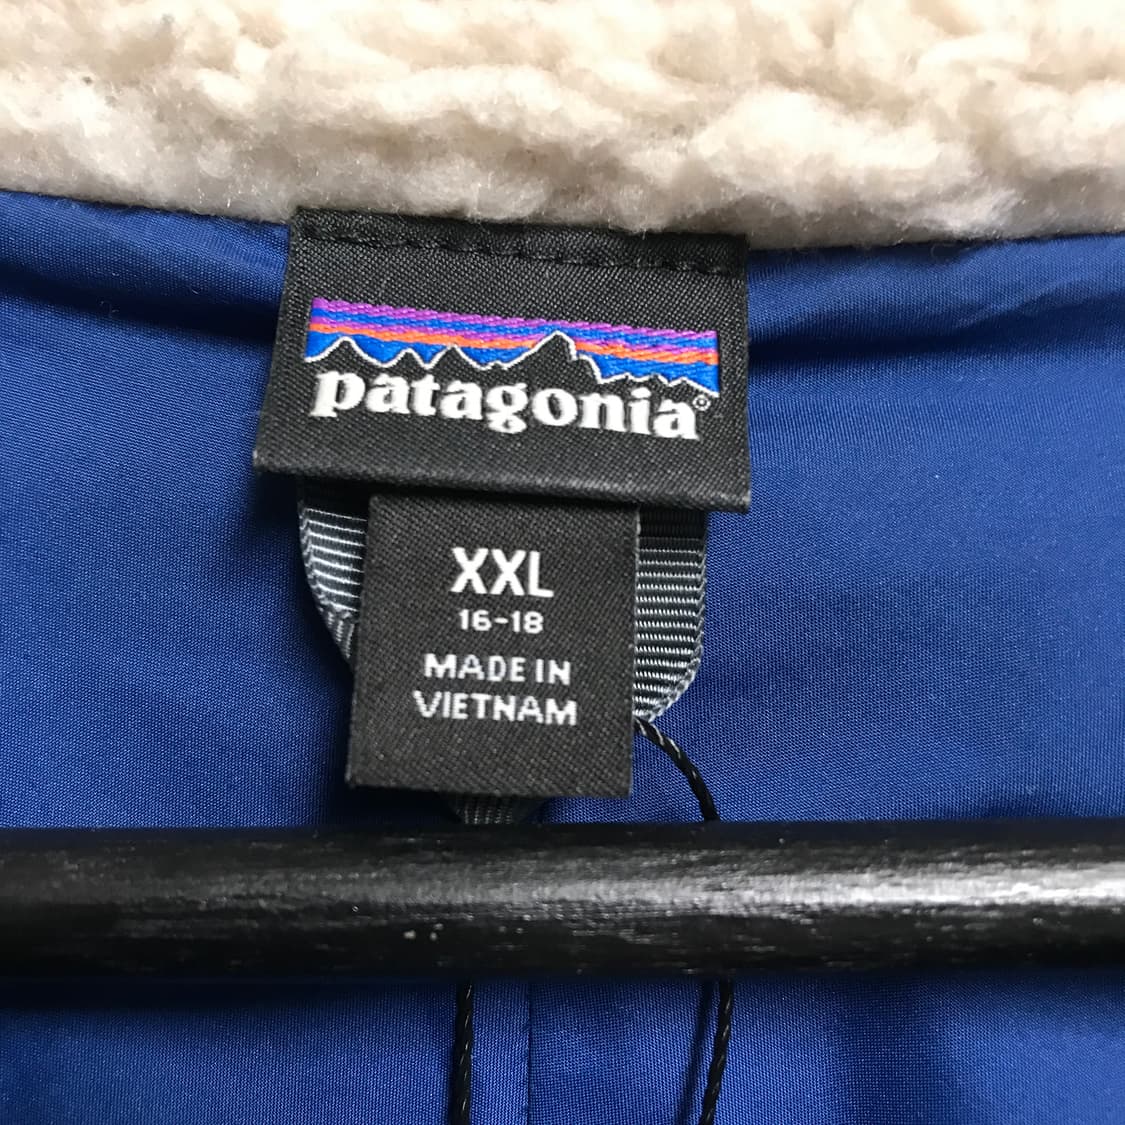 patagonia®
XXL
16-18
MADE IN
VIETNAM